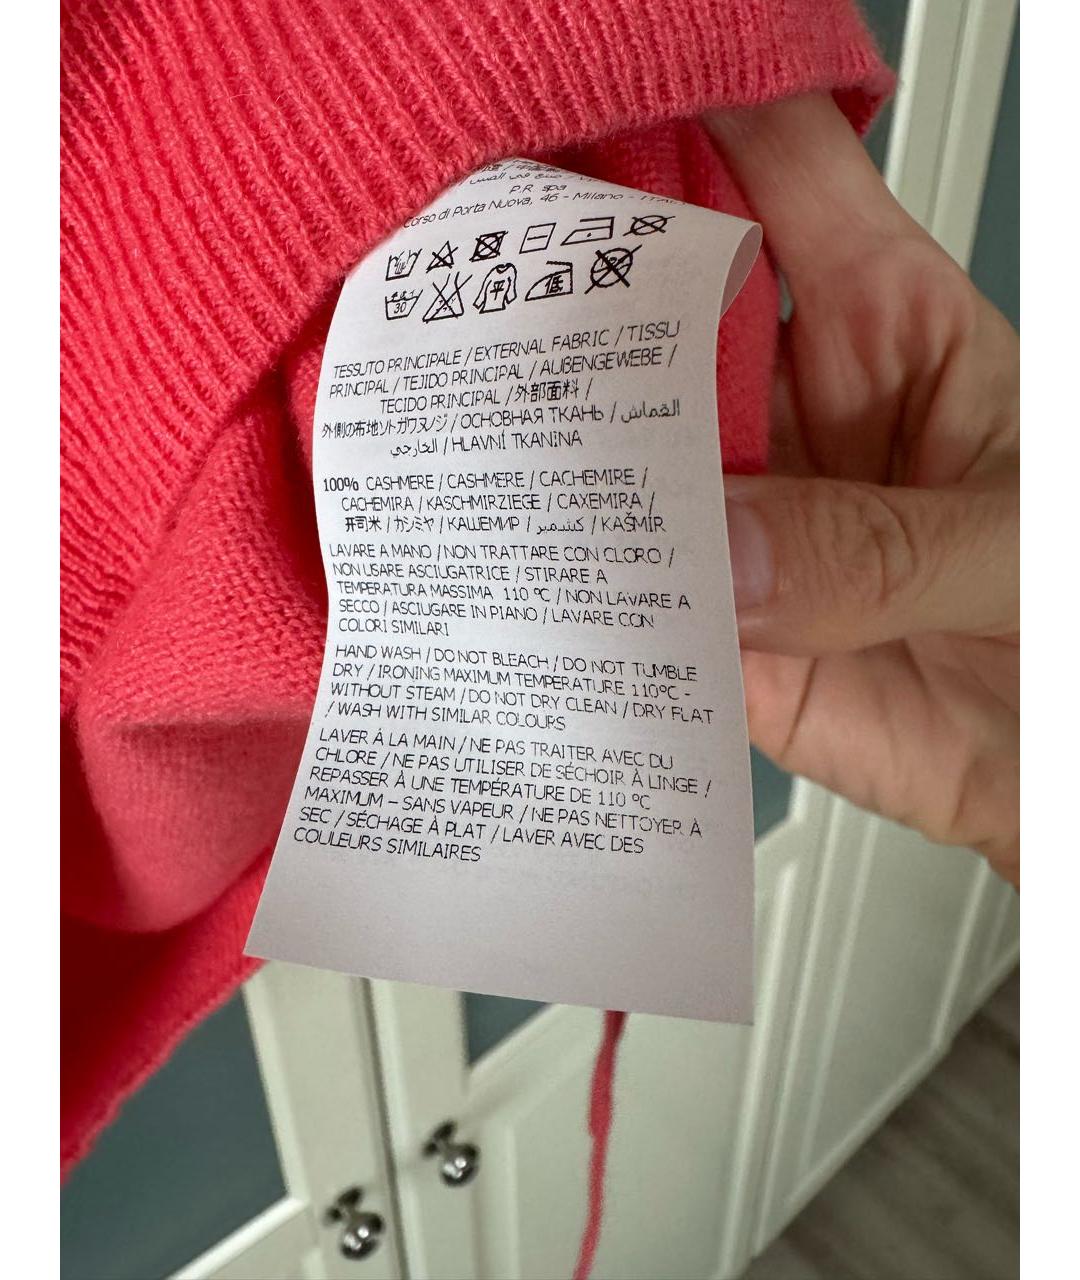 P.R. spa
Corso di Porta Nuova, 46 - Milano -
30
平
低
TESSUTO PRINCIPALE / EXTERNAL FABRIC / TISSU
PRINCIPAL / TEJIDO PRINCIPAL / AUßENGEWEBE /
TECIDO PRINCIPAL / 外部面料 /
外側の布地ソトガワヌノジ / ОСНОВНАЯ ТКАНЬ / القماش
الخارجي / HLAVNÍ TKANINA
100% CASHMERE / CASHMERE / CACHEMIRE /
CACHEMIRA / KASCHMIRZIEGE / CAXEMIRA /
开司米 / カシミヤ / КАШЕМИР / كشمير / KAŠMÍR
LAVARE A MANO / NON TRATTARE CON CLORO /
NON USARE ASCIUGATRICE / STIRARE A
TEMPERATURA MASSIMA 110 °C / NON LAVARE A
SECCO / ASCIUGARE IN PIANO / LAVARE CON
COLORI SIMILARI
HAND WASH / DO NOT BLEACH / DO NOT TUMBLE
DRY / IRONING MAXIMUM TEMPERATURE 110°C -
WITHOUT STEAM / DO NOT DRY CLEAN / DRY FLAT
/ WASH WITH SIMILAR COLOURS
LAVER À LA MAIN / NE PAS TRAITER AVEC DU
CHLORE / NE PAS UTILISER DE SÉCHOIR À LINGE /
REPASSER À UNE TEMPÉRATURE DE 110 °C
MAXIMUM – SANS VAPEUR / NE PAS NETTOYER À
SEC / SÉCHAGE À PLAT / LAVER AVEC DES
COULEURS SIMILAIRES